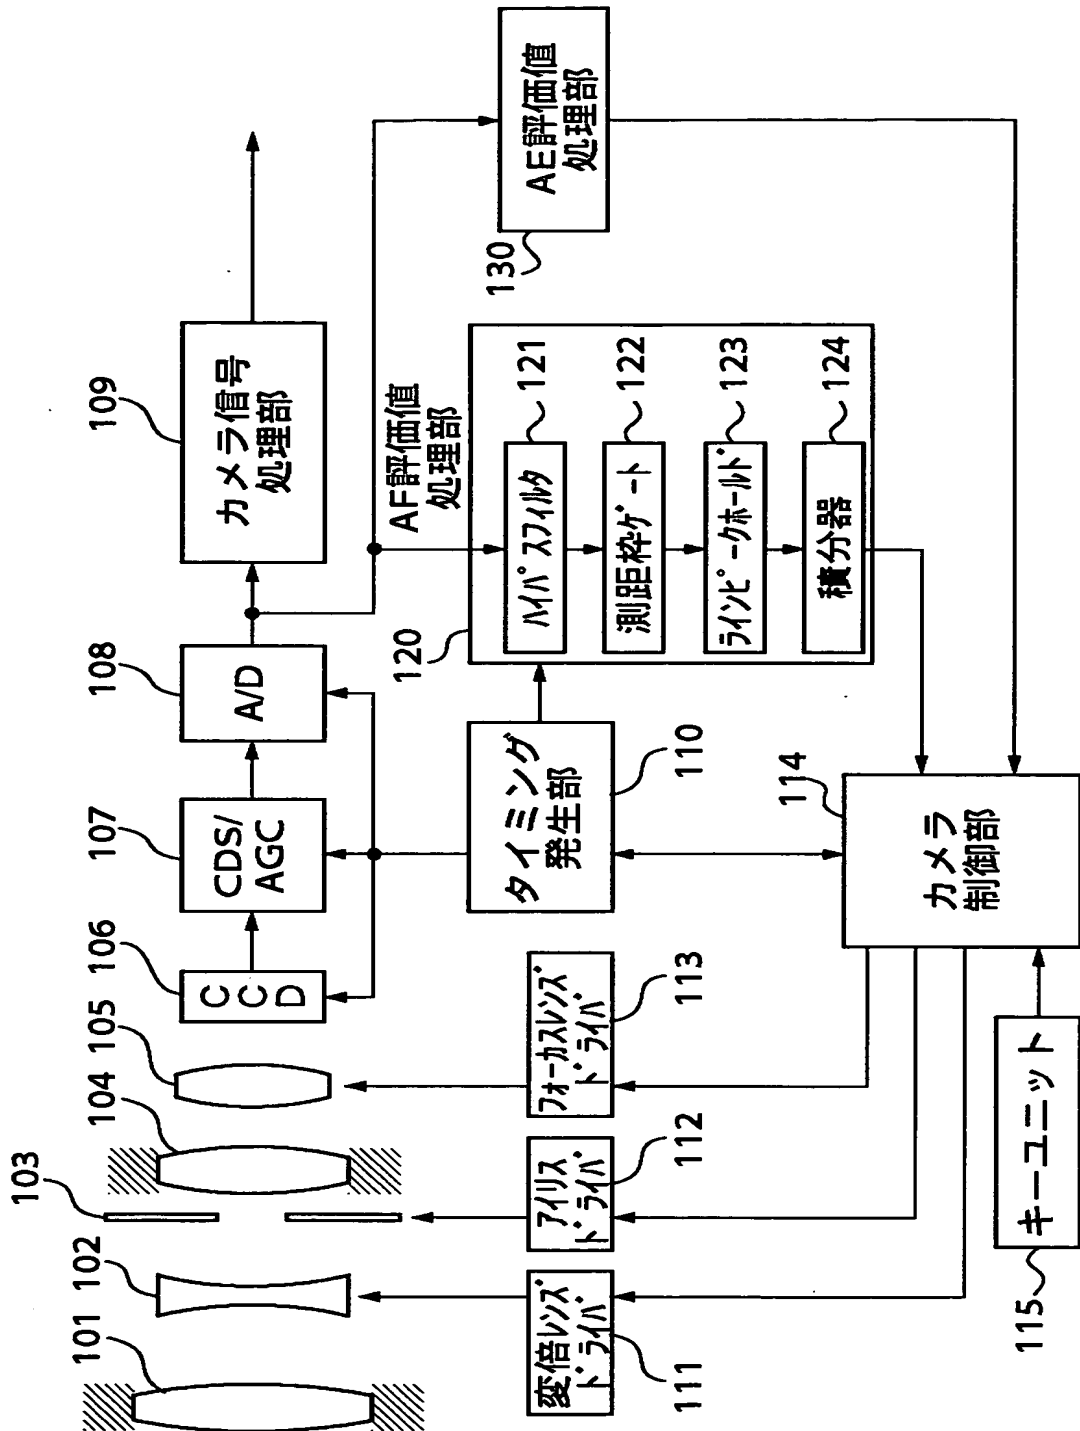 101
102
103
104
105
106
107
108
109
CCD
CDS/
AGC
A/D
カメラ信号
処理部
AF評価値
処理部
AE評価値
処理部
130
120
ハイパスフィルタ
121
測距枠ゲート
122
ラインピークホールド
123
積分器
124
タイミング
発生部
110
変倍レンズ
ドライバ
111
アイリス
ドライバ
112
フォーカスレンズ
ドライバ
113
114
カメラ
制御部
キーユニット
115